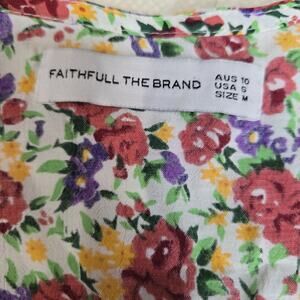 FAITHFULL THE BRAND
AUS 10
USA 6
SIZE M